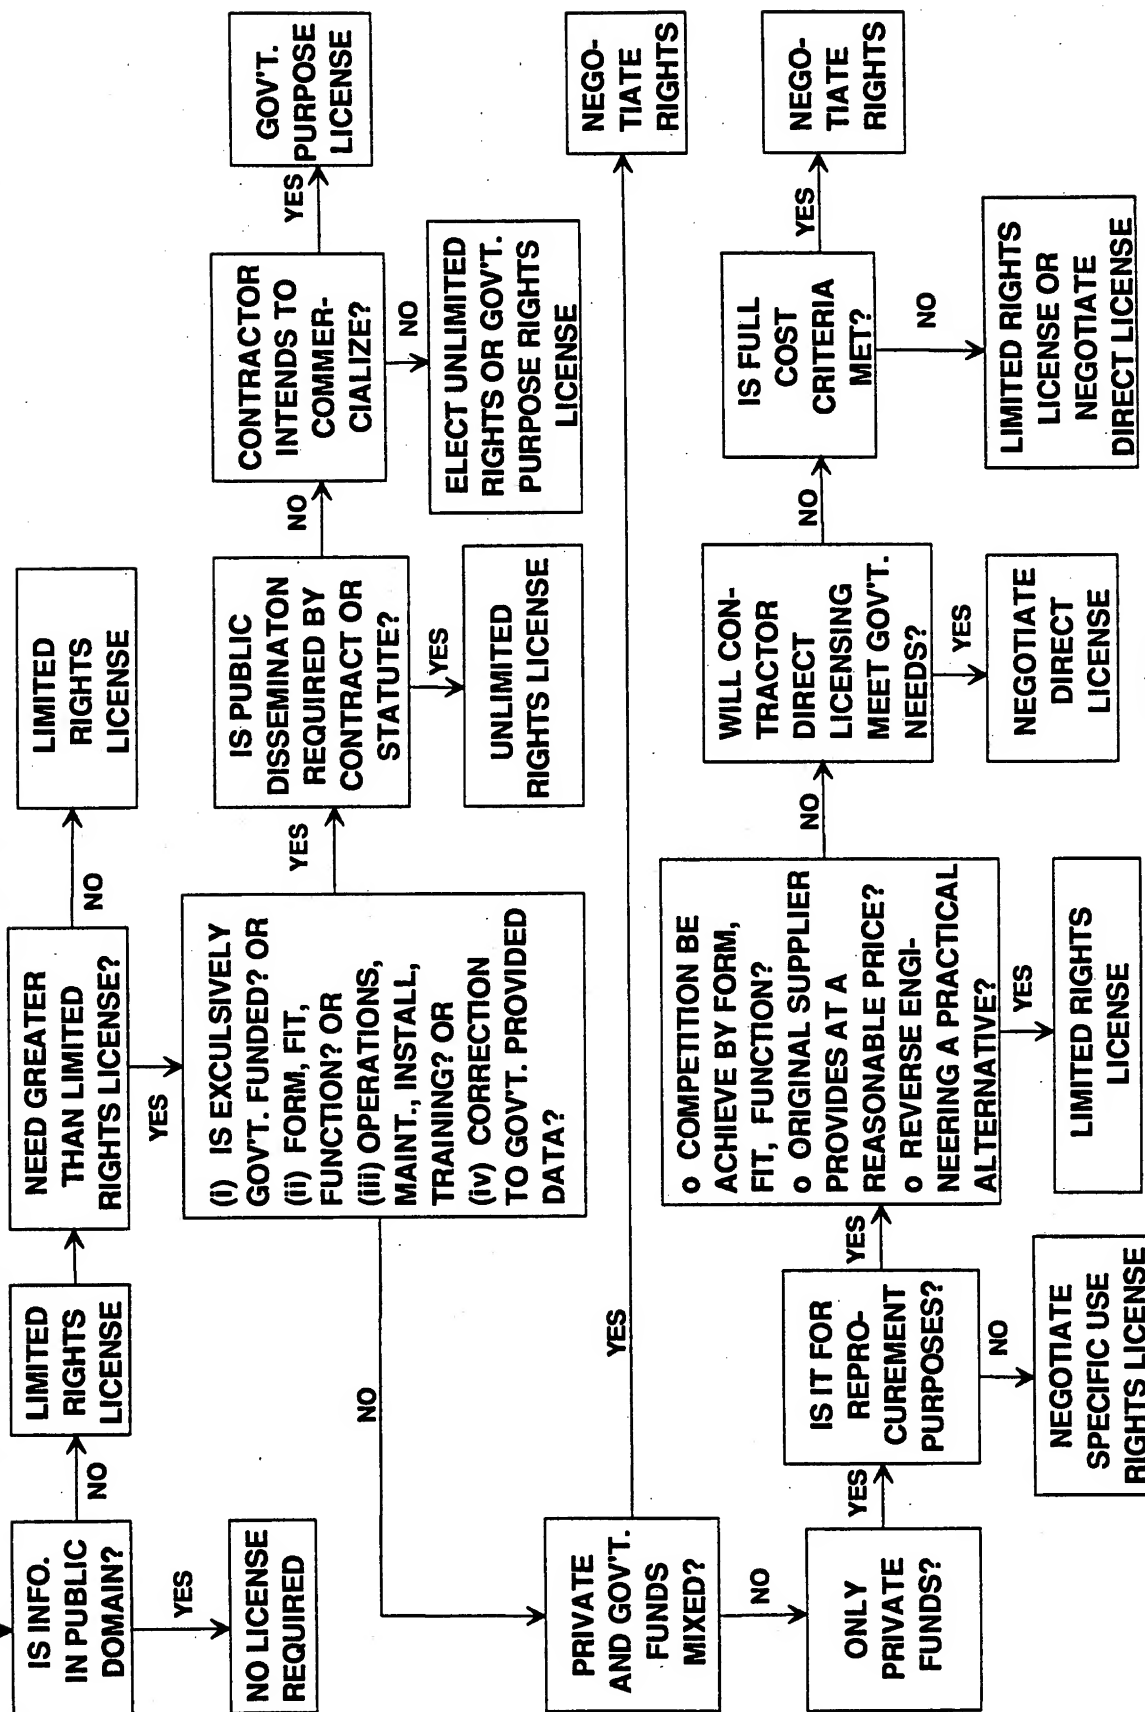 IS INFO.
IN PUBLIC
DOMAIN?
YES
NO LICENSE
REQUIRED
NO
LIMITED
RIGHTS
LICENSE
NEED GREATER
THAN LIMITED
RIGHTS LICENSE?
NO
LIMITED
RIGHTS
LICENSE
YES
(i) IS EXCULSIVELY
GOV'T. FUNDED? OR
(ii) FORM, FIT,
FUNCTION? OR
(iii) OPERATIONS,
MAINT., INSTALL,
TRAINING? OR
(iv) CORRECTION
TO GOV'T. PROVIDED
DATA?
YES
IS PUBLIC
DISSEMINATON
REQUIRED BY
CONTRACT OR
STATUTE?
YES
UNLIMITED
RIGHTS LICENSE
NO
CONTRACTOR
INTENDS TO
COMMER-
CIALIZE?
YES
GOV'T.
PURPOSE
LICENSE
NO
ELECT UNLIMITED
RIGHTS OR GOV'T.
PURPOSE RIGHTS
LICENSE
NO
PRIVATE
AND GOV'T.
FUNDS
MIXED?
YES
NEGO-
TIATE
RIGHTS
NO
ONLY
PRIVATE
FUNDS?
YES
IS IT FOR
REPRO-
CUREMENT
PURPOSES?
NO
NEGOTIATE
SPECIFIC USE
RIGHTS LICENSE
YES
o COMPETITION BE
ACHIEVE BY FORM,
FIT, FUNCTION?
o ORIGINAL SUPPLIER
PROVIDES AT A
REASONABLE PRICE?
o REVERSE ENGI-
NEERING A PRACTICAL
ALTERNATIVE?
YES
LIMITED RIGHTS
LICENSE
NO
WILL CON-
TRACTOR
DIRECT
LICENSING
MEET GOV'T.
NEEDS?
YES
NEGOTIATE
DIRECT
LICENSE
NO
IS FULL
COST
CRITERIA
MET?
YES
NEGO-
TIATE
RIGHTS
NO
LIMITED RIGHTS
LICENSE OR
NEGOTIATE
DIRECT LICENSE